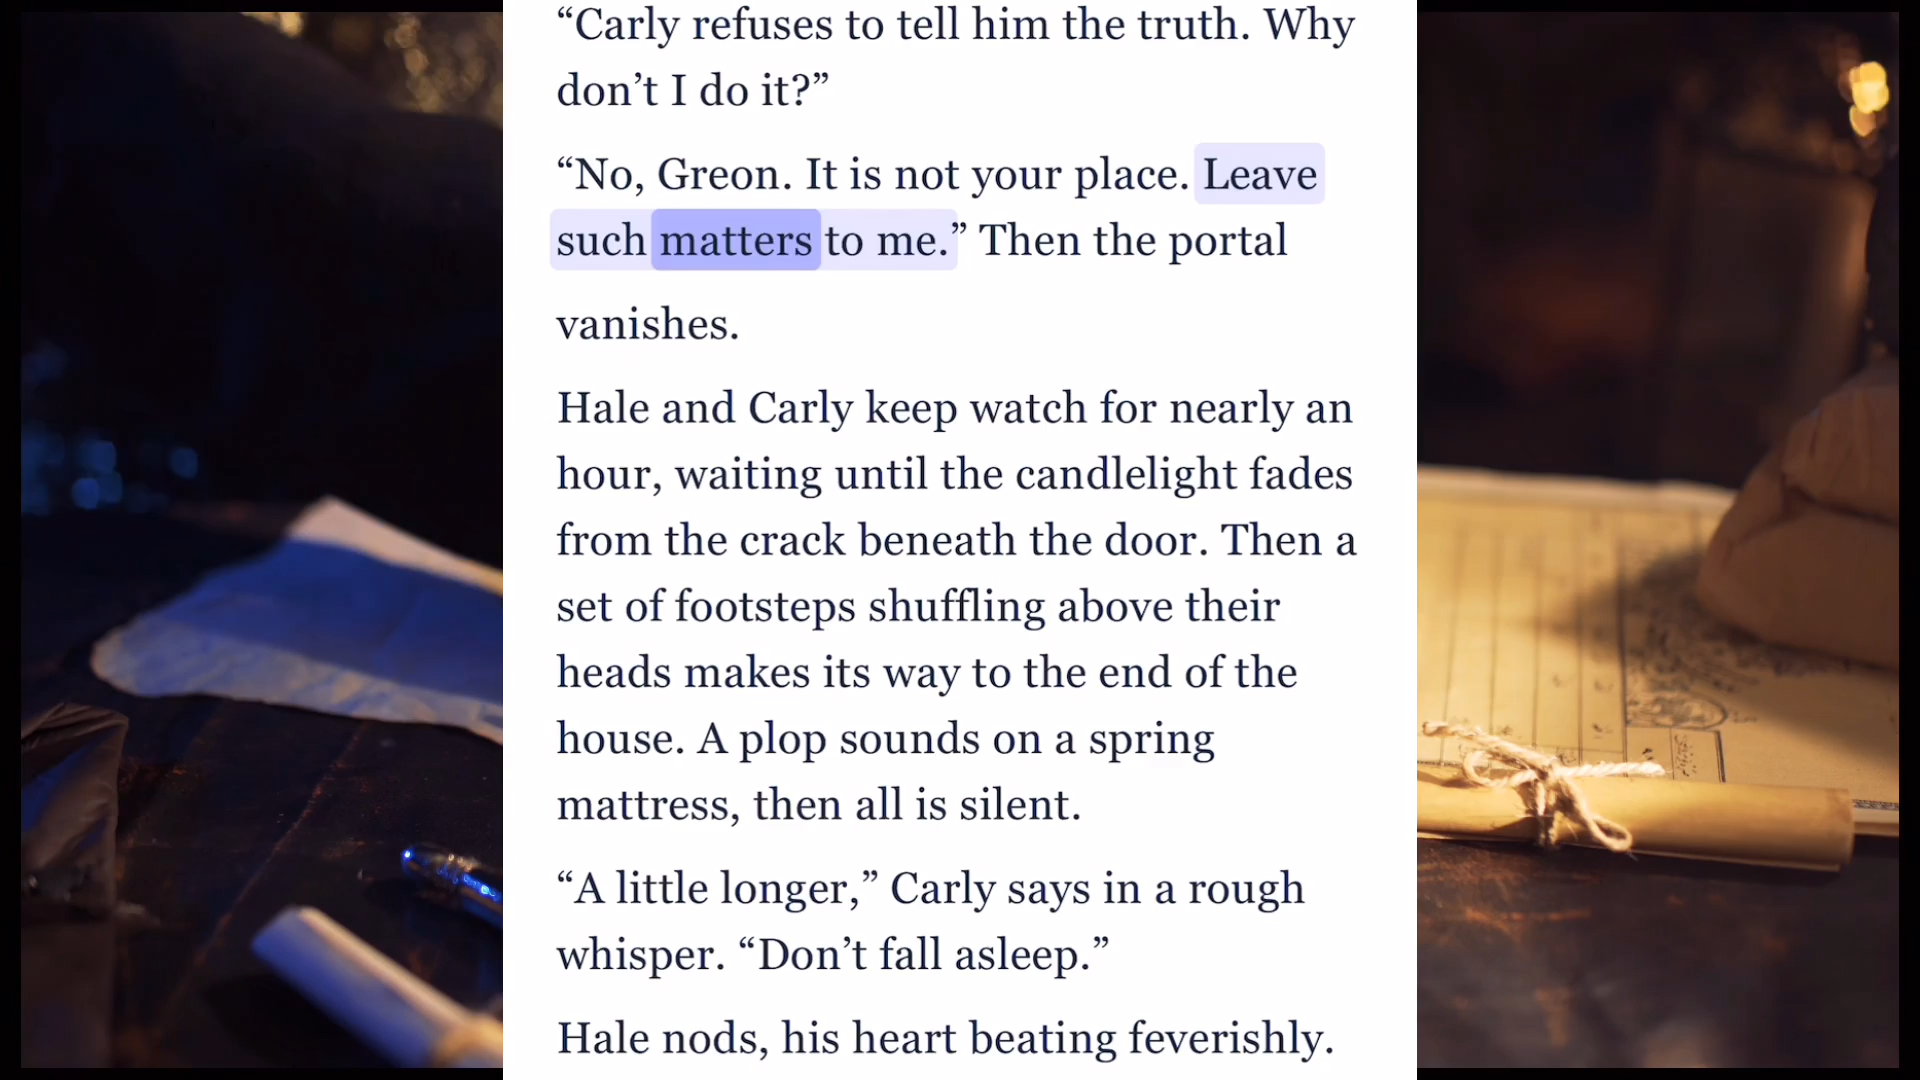 “Carly refuses to tell him the truth. Why
don’t I do it?”
“No, Greon. It is not your place. Leave
such matters to me.” Then the portal
vanishes.
Hale and Carly keep watch for nearly an
hour, waiting until the candlelight fades
from the crack beneath the door. Then a
set of footsteps shuffling above their
heads makes its way to the end of the
house. A plop sounds on a spring
mattress, then all is silent.
“A little longer,” Carly says in a rough
whisper. “Don’t fall asleep.”
Hale nods, his heart beating feverishly.